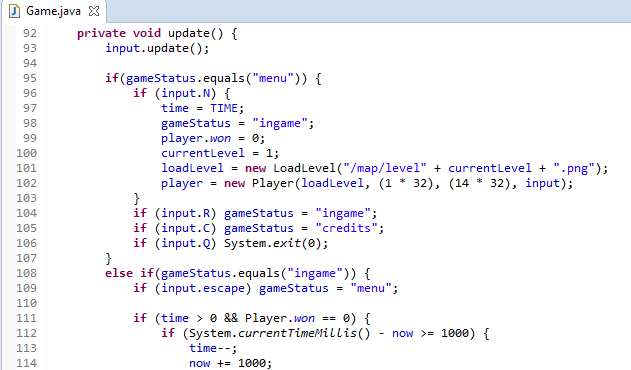 Game.java
92 private void update() {
93 input.update();
94
95 if(gameStatus.equals("menu")) {
96 if (input.N) {
97 time = TIME;
98 gameStatus = "ingame";
99 player.won = 0;
100 currentLevel = 1;
101 loadLevel = new LoadLevel("/map/level" + currentLevel + ".png");
102 player = new Player(loadLevel, (1 * 32), (14 * 32), input);
103 }
104 if (input.R) gameStatus = "ingame";
105 if (input.C) gameStatus = "credits";
106 if (input.Q) System.exit(0);
107 }
108 else if(gameStatus.equals("ingame")) {
109 if (input.escape) gameStatus = "menu";
110
111 if (time > 0 && Player.won == 0) {
112 if (System.currentTimeMillis() - now >= 1000) {
113 time--;
114 now += 1000;